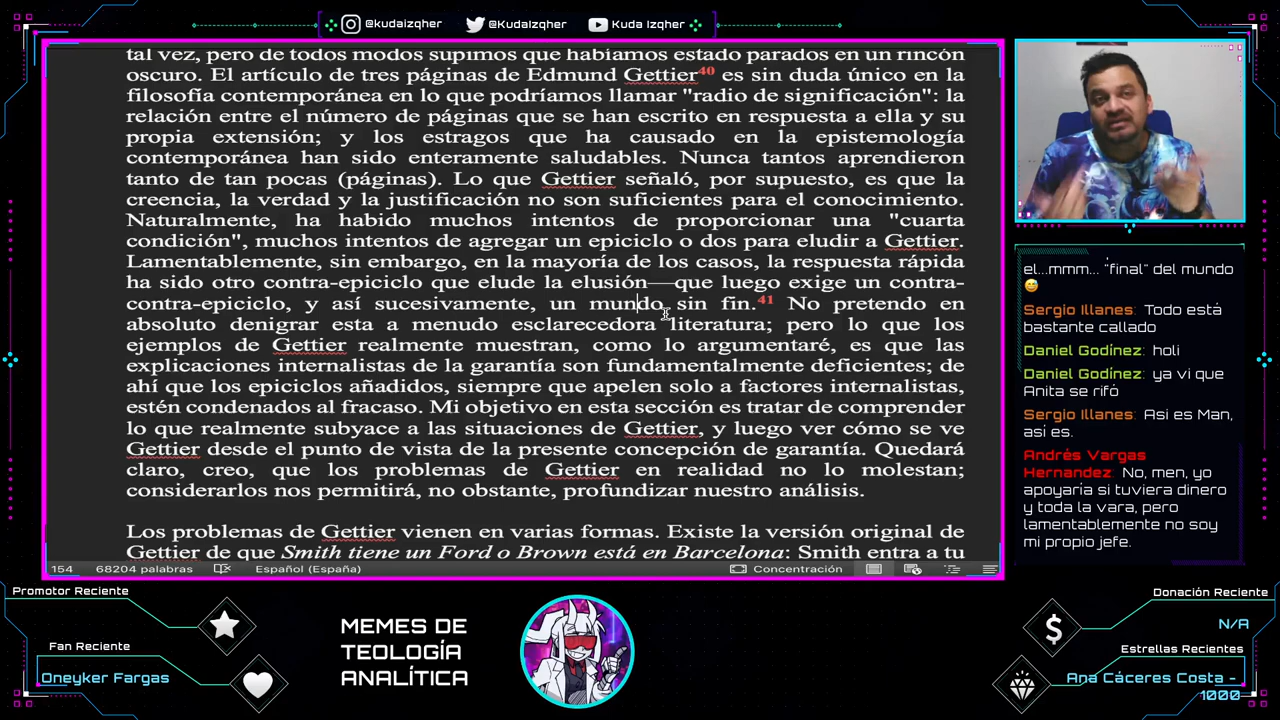 @kudaizqher
@KudaIzqher
Kuda Izqher
tal vez, pero de todos modos supimos que habíamos estado parados en un rincón
oscuro. El artículo de tres páginas de Edmund Gettier40 es sin duda único en la
filosofía contemporánea en lo que podríamos llamar "radio de significación": la
relación entre el número de páginas que se han escrito en respuesta a ella y su
propia extensión; y los estragos que ha causado en la epistemología
contemporánea han sido enteramente saludables. Nunca tantos aprendieron
tanto de tan pocas (páginas). Lo que Gettier señaló, por supuesto, es que la
creencia, la verdad y la justificación no son suficientes para el conocimiento.
Naturalmente, ha habido muchos intentos de proporcionar una "cuarta
condición", muchos intentos de agregar un epiciclo o dos para eludir a Gettier.
Lamentablemente, sin embargo, en la mayoría de los casos, la respuesta rápida
ha sido otro contra-epiciclo que elude la elusión—que luego exige un contra-
contra-epiciclo, y así sucesivamente, un mundo sin fin.41 No pretendo en
absoluto denigrar esta a menudo esclarecedora literatura; pero lo que los
ejemplos de Gettier realmente muestran, como lo argumentaré, es que las
explicaciones internalistas de la garantía son fundamentalmente deficientes; de
ahí que los epiciclos añadidos, siempre que apelen solo a factores internalistas,
estén condenados al fracaso. Mi objetivo en esta sección es tratar de comprender
lo que realmente subyace a las situaciones de Gettier, y luego ver cómo se ve
Gettier desde el punto de vista de la presente concepción de garantía. Quedará
claro, creo, que los problemas de Gettier en realidad no lo molestan;
considerarlos nos permitirá, no obstante, profundizar nuestro análisis.
Los problemas de Gettier vienen en varias formas. Existe la versión original de
Gettier de que Smith tiene un Ford o Brown está en Barcelona: Smith entra a tu
154 68204 palabras Español (España) Concentración
el...mmm... "final" del mundo
😅
Sergio Illanes: Todo está
bastante callado
Daniel Godínez: holi
Daniel Godínez: ya vi que
Anita se rifó
Sergio Illanes: Asi es Man,
así es.
Andrés Vargas
Hernandez: No, men, yo
apoyaria si tuviera dinero
y toda la vara, pero
lamentablemente no soy
mi propio jefe.
Promotor Reciente
Fan Reciente
Oneyker Fargas
MEMES DE
TEOLOGÍA
ANALÍTICA
Donación Reciente
N/A
Estrellas Recientes
Ana Cáceres Costa -
1000